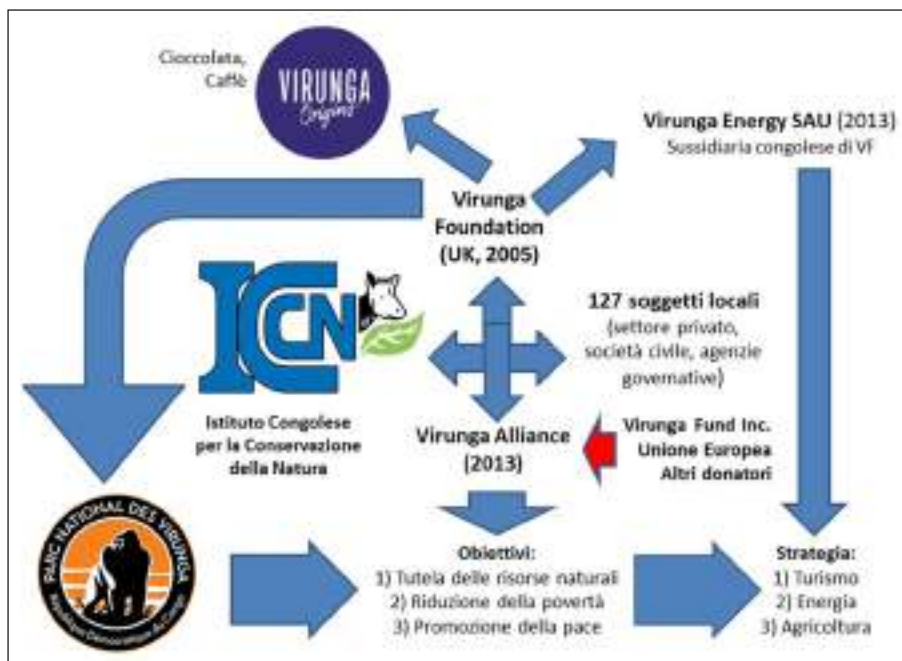 Cioccolata,
Caffè
VIRUNGA
Origins
Virunga Energy SAU (2013)
Sussidiaria congolese di VF
Virunga
Foundation
(UK, 2005)
ICCN
127 soggetti locali
(settore privato,
società civile, agenzie
governative)
Istituto Congolese
per la Conservazione
della Natura
Virunga Alliance
(2013)
Virunga Fund Inc.
Unione Europea
Altri donatori
PARC NATIONAL DES VIRUNGA
République Démocratique du Congo
Obiettivi:
1) Tutela delle risorse naturali
2) Riduzione della povertà
3) Promozione della pace
Strategia:
1) Turismo
2) Energia
3) Agricoltura